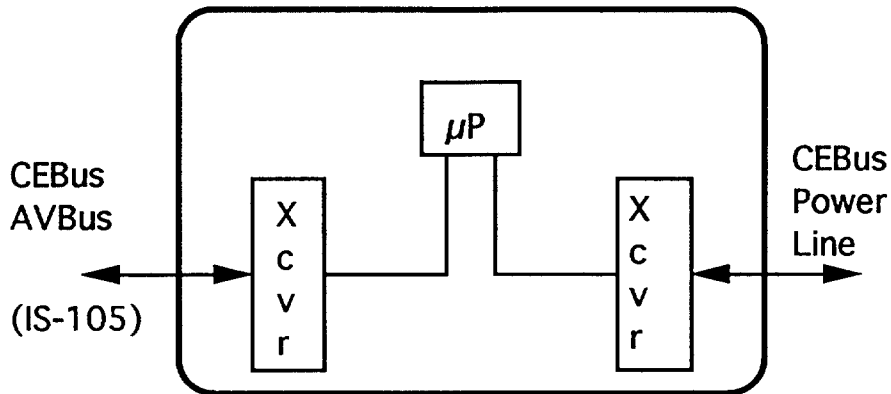 µP
CEBus
AVBus
(IS-105)
X
c
v
r
X
c
v
r
CEBus
Power
Line